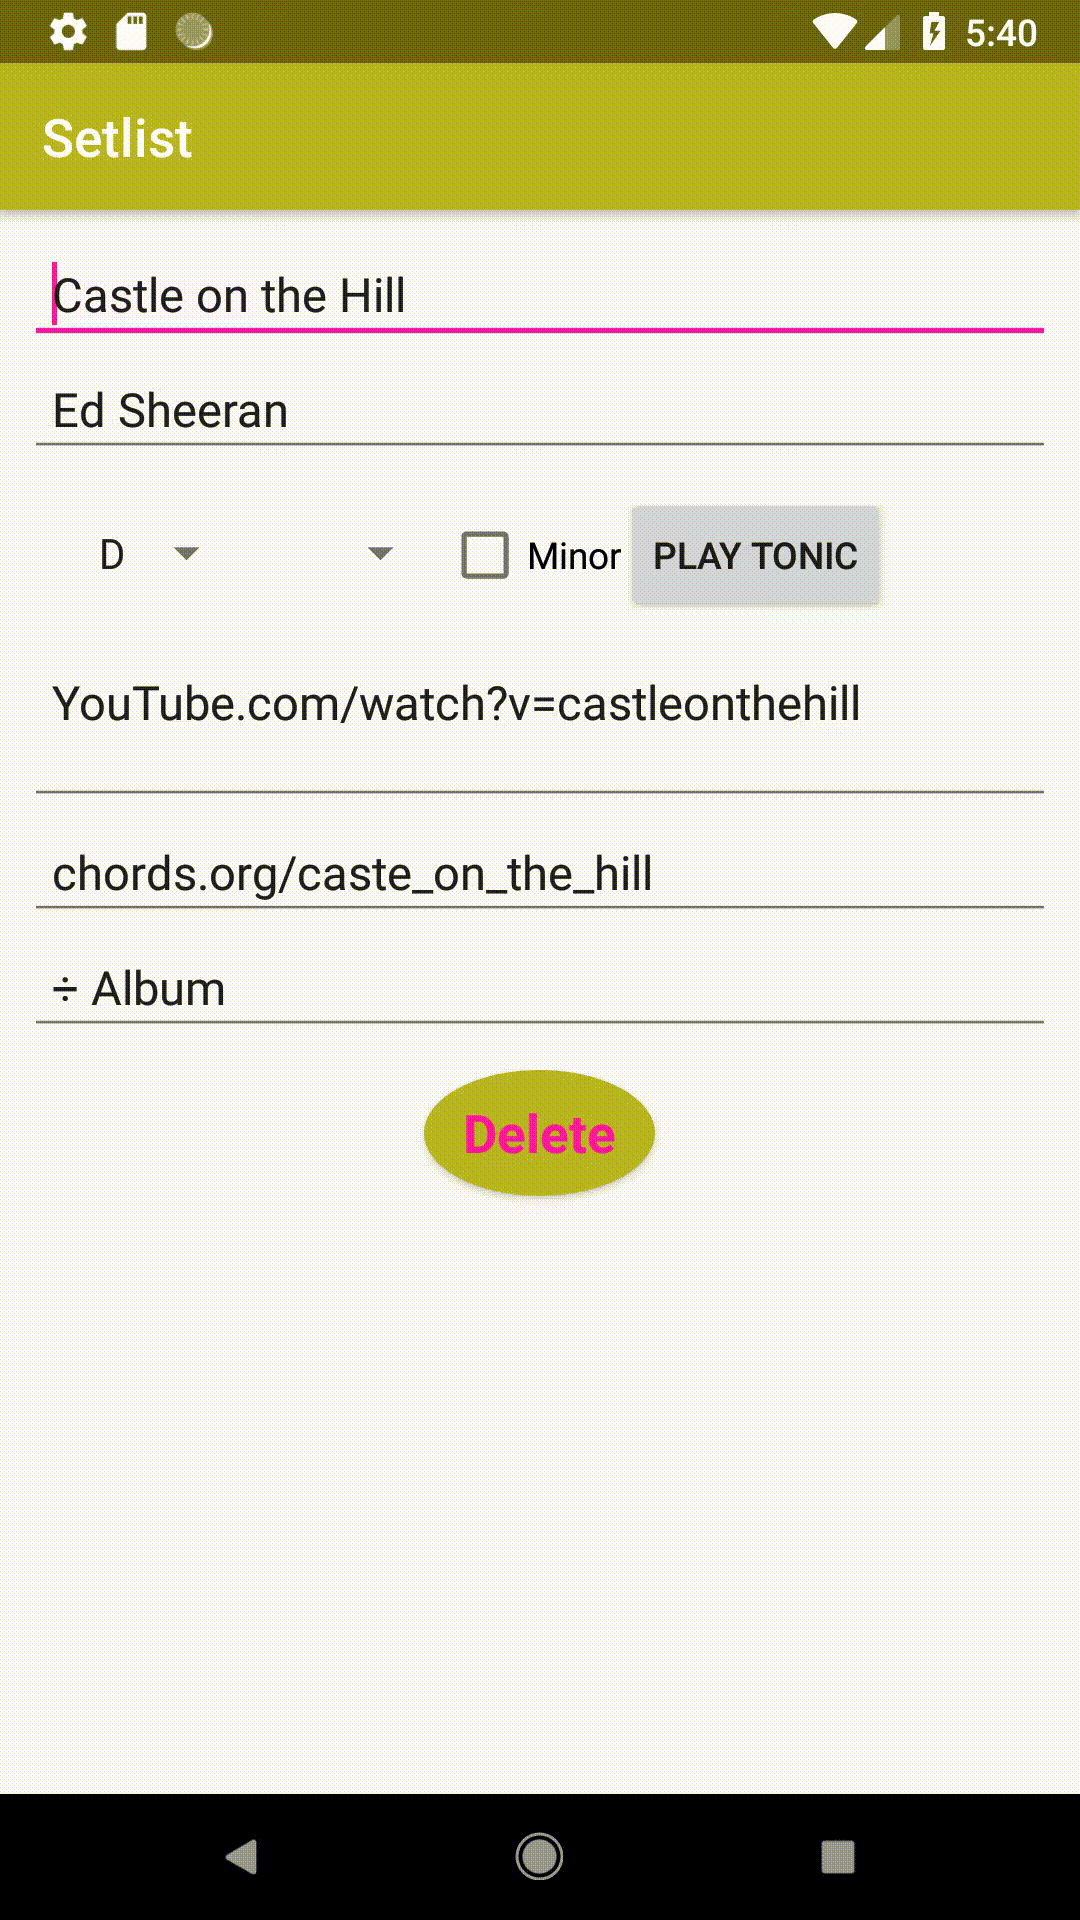 5:40
Setlist
Castle on the Hill
Ed Sheeran
D Minor PLAY TONIC
YouTube.com/watch?v=castleonthehill
chords.org/caste_on_the_hill
÷ Album
Delete